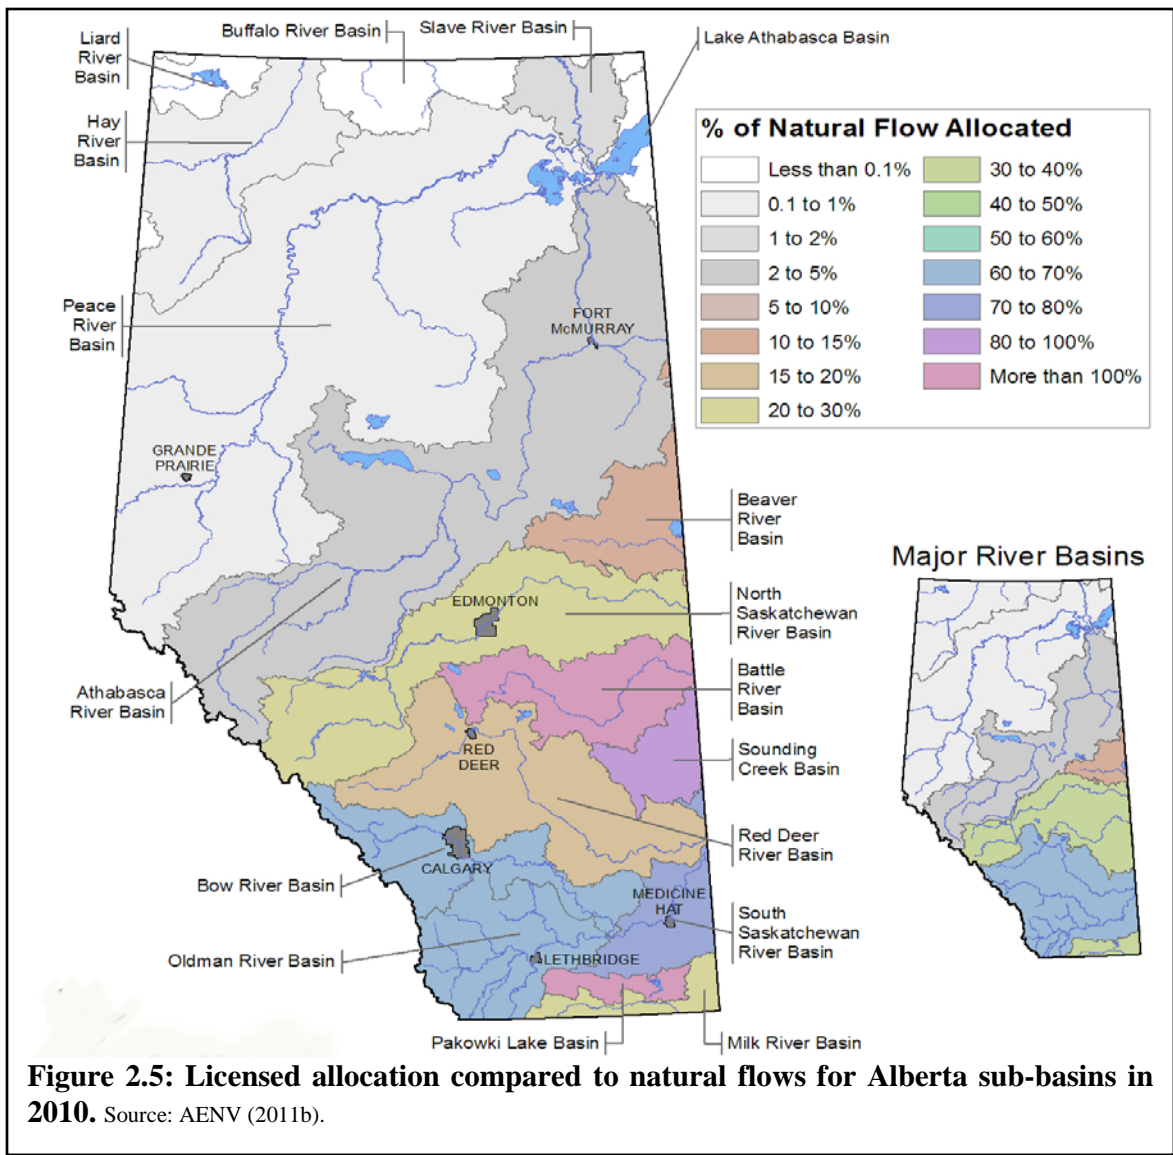 Liard
River
Basin
Buffalo River Basin
Slave River Basin
Lake Athabasca Basin
Hay
River
Basin
Peace
River
Basin
% of Natural Flow Allocated
Less than 0.1%
0.1 to 1%
1 to 2%
2 to 5%
5 to 10%
10 to 15%
15 to 20%
20 to 30%
30 to 40%
40 to 50%
50 to 60%
60 to 70%
70 to 80%
80 to 100%
More than 100%
FORT
McMURRAY
GRANDE
PRAIRIE
Beaver
River
Basin
EDMONTON
North
Saskatchewan
River Basin
Athabasca
River Basin
Battle
River
Basin
RED
DEER
Sounding
Creek Basin
Red Deer
River Basin
Bow River Basin
CALGARY
MEDICINE
HAT
South
Saskatchewan
River Basin
Oldman River Basin
LETHBRIDGE
Pakowki Lake Basin
Milk River Basin
Major River Basins
Figure 2.5: Licensed allocation compared to natural flows for Alberta sub-basins in
2010. Source: AENV (2011b).